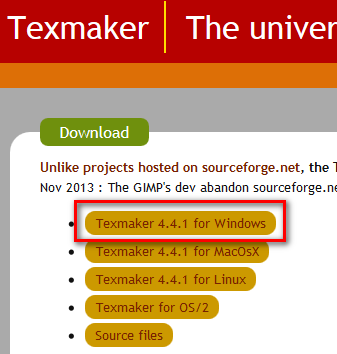 Texmaker The univer
Download
Unlike projects hosted on sourceforge.net, the T
Nov 2013 : The GIMP's dev abandon sourceforge.ne
Texmaker 4.4.1 for Windows
Texmaker 4.4.1 for MacOsX
Texmaker 4.4.1 for Linux
Texmaker for OS/2
Source files